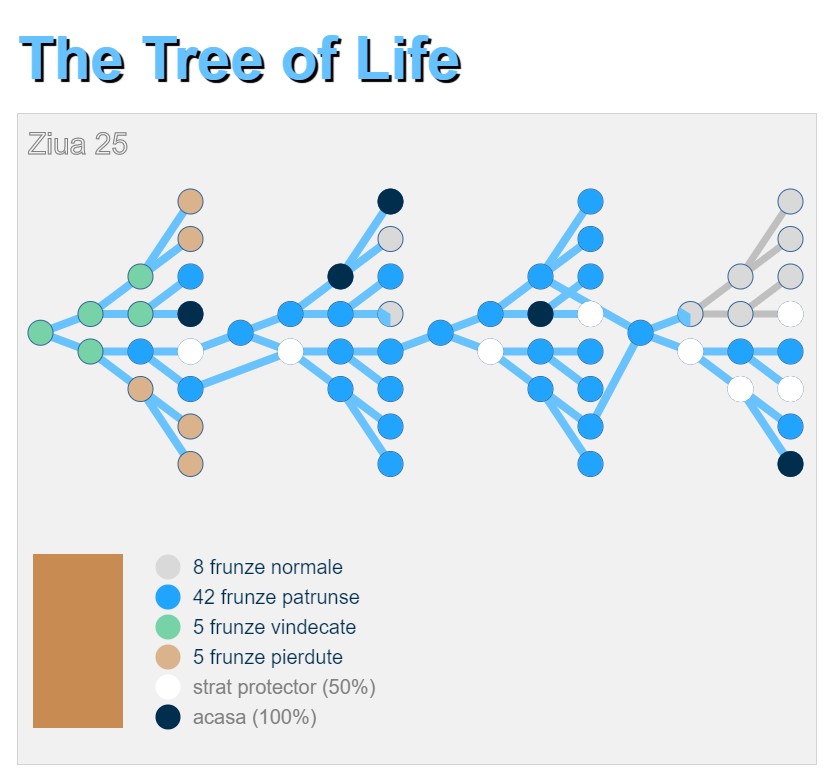 The Tree of Life
Ziua 25
8 frunze normale
42 frunze patrunse
5 frunze vindecate
5 frunze pierdute
strat protector (50%)
acasa (100%)